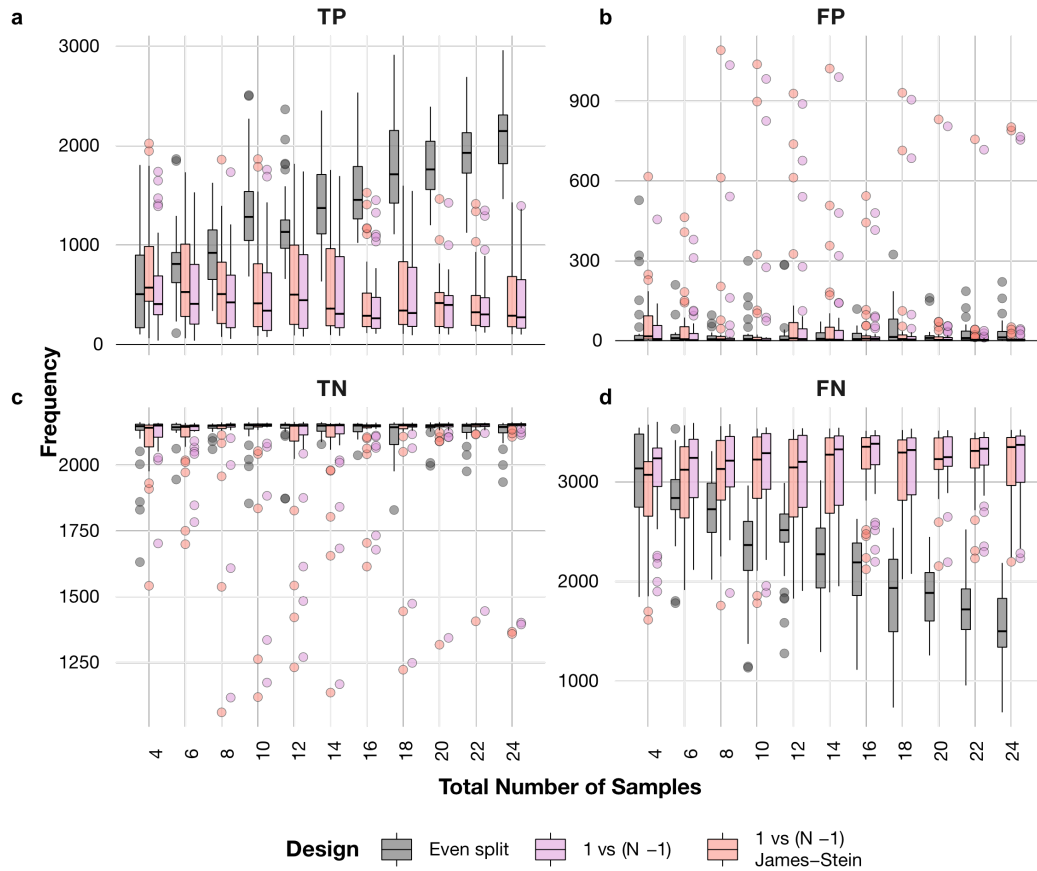 a
TP
b
FP
3000
2000
1000
0
900
600
300
0
Frequency
c
TN
d
FN
2000
1750
1500
1250
3000
2000
1000
4 6 8 10 12 14 16 18 20 22 24
4 6 8 10 12 14 16 18 20 22 24
Total Number of Samples
Design
Even split
1 vs (N −1)
1 vs (N −1)
James−Stein